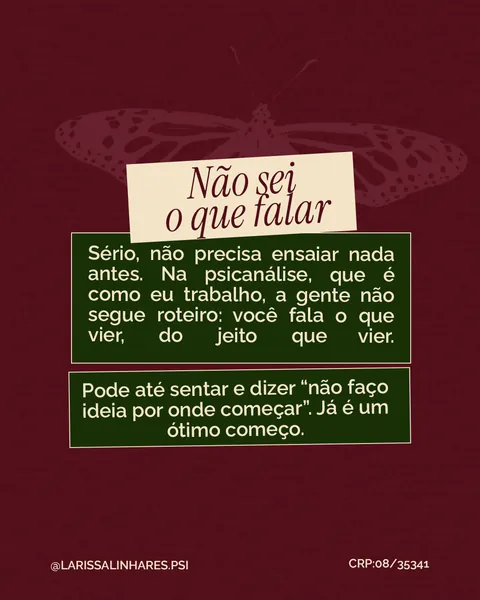 Não sei
o que falar
Sério, não precisa ensaiar nada
antes. Na psicanálise, que é
como eu trabalho, a gente não
segue roteiro: você fala o que
vier, do jeito que vier.
Pode até sentar e dizer “não faço
ideia por onde começar”. Já é um
ótimo começo.
@LARISSALINHARES.PSI
CRP:08/35341